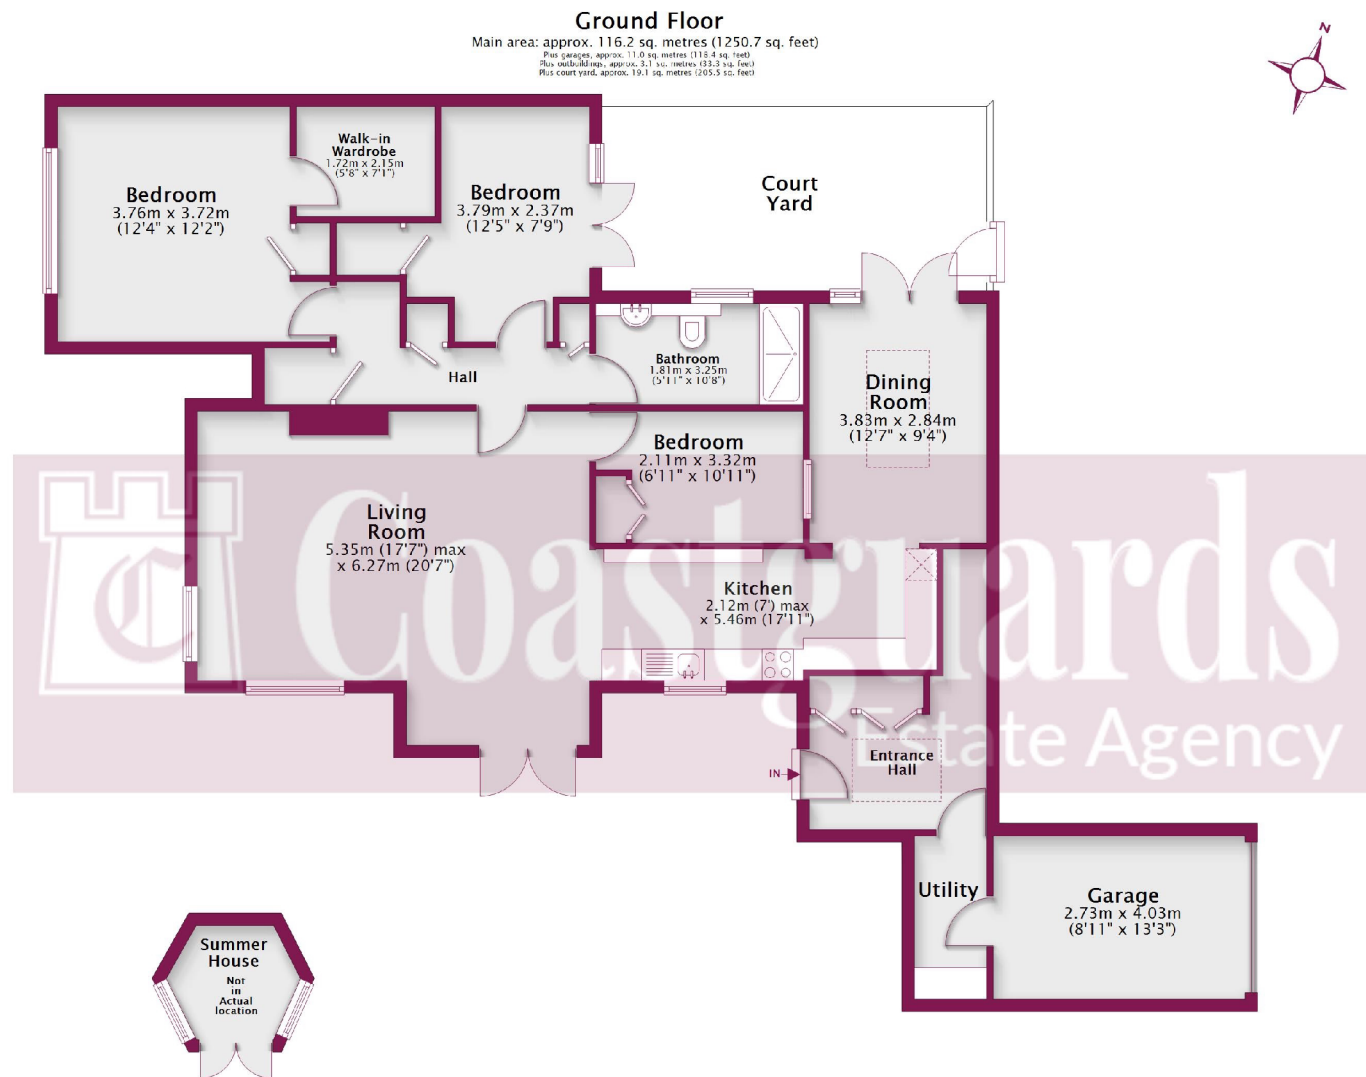 Ground Floor
Main area: approx. 116.2 sq. metres (1250.7 sq. feet)
Plus garages, approx. 11.0 sq. metres (118.4 sq. feet)
Plus outbuildings, approx. 3.1 sq. metres (33.3 sq. feet)
Plus court yard, approx. 19.1 sq. metres (205.5 sq. feet)
N
Bedroom
3.76m x 3.72m
(12'4" x 12'2")
Walk-in
Wardrobe
1.72m x 2.15m
(5'8" x 7'1")
Bedroom
3.79m x 2.37m
(12'5" x 7'9")
Court
Yard
Hall
Bathroom
1.81m x 3.25m
(5'11" x 10'8")
Dining
Room
3.83m x 2.84m
(12'7" x 9'4")
Bedroom
2.11m x 3.32m
(6'11" x 10'11")
Living
Room
5.35m (17'7") max
x 6.27m (20'7")
Kitchen
2.12m (7') max
x 5.46m (17'11")
C Coastguards
Estate Agency
Entrance
Hall
IN
Utility
Garage
2.73m x 4.03m
(8'11" x 13'3")
Summer
House
Not
in
Actual
location